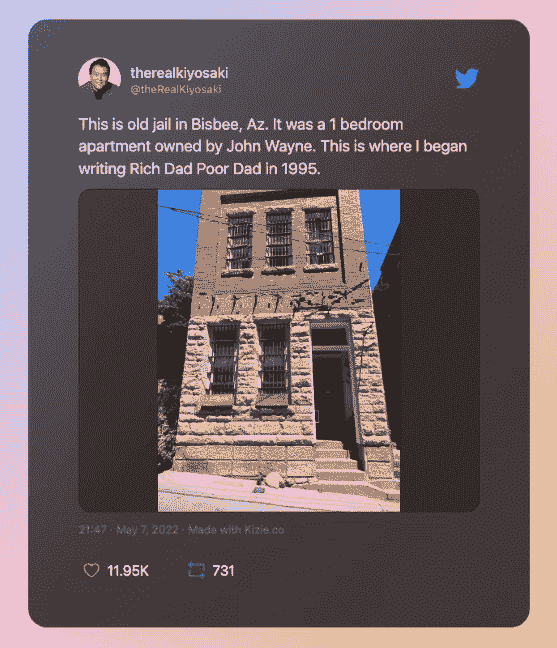 therealkiyosaki
@theRealKiyosaki
This is old jail in Bisbee, Az. It was a 1 bedroom
apartment owned by John Wayne. This is where I began
writing Rich Dad Poor Dad in 1995.
21:47 · May 7, 2022 · Made with Kizie.co
11.95K 731